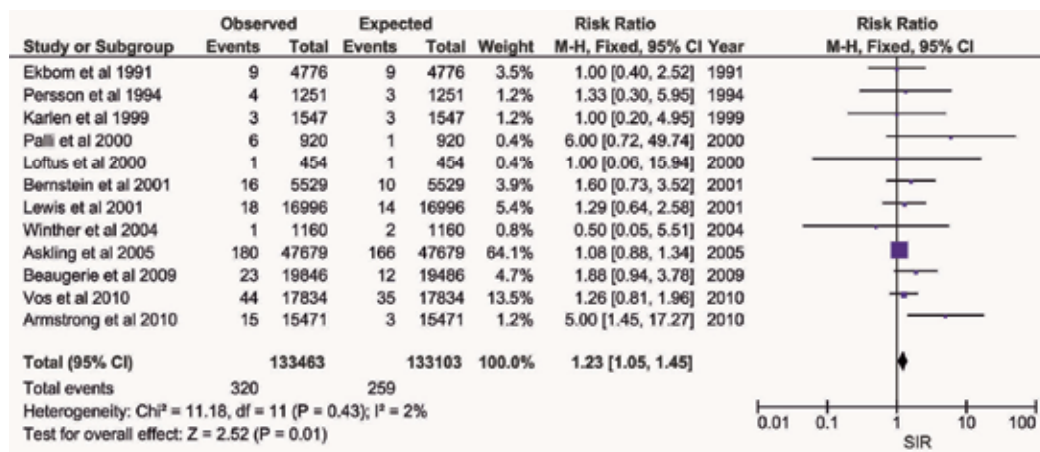 Observed Expected Risk Ratio Risk Ratio
Study or Subgroup Events Total Events Total Weight M-H, Fixed, 95% CI Year M-H, Fixed, 95% CI
Ekbom et al 1991 9 4776 9 4776 3.5% 1.00 [0.40, 2.52] 1991
Persson et al 1994 4 1251 3 1251 1.2% 1.33 [0.30, 5.95] 1994
Karlen et al 1999 3 1547 3 1547 1.2% 1.00 [0.20, 4.95] 1999
Palli et al 2000 6 920 1 920 0.4% 6.00 [0.72, 49.74] 2000
Loftus et al 2000 1 454 1 454 0.4% 1.00 [0.06, 15.94] 2000
Bernstein et al 2001 16 5529 10 5529 3.9% 1.60 [0.73, 3.52] 2001
Lewis et al 2001 18 16996 14 16996 5.4% 1.29 [0.64, 2.58] 2001
Winther et al 2004 1 1160 2 1160 0.8% 0.50 [0.05, 5.51] 2004
Askling et al 2005 180 47679 166 47679 64.1% 1.08 [0.88, 1.34] 2005
Beaugerie et al 2009 23 19846 12 19486 4.7% 1.88 [0.94, 3.78] 2009
Vos et al 2010 44 17834 35 17834 13.5% 1.26 [0.81, 1.96] 2010
Armstrong et al 2010 15 15471 3 15471 1.2% 5.00 [1.45, 17.27] 2010
Total (95% CI) 133463 133103 100.0% 1.23 [1.05, 1.45]
Total events 320 259
Heterogeneity: Chi² = 11.18, df = 11 (P = 0.43); I² = 2%
Test for overall effect: Z = 2.52 (P = 0.01)
0.01 0.1 1 10 100
SIR